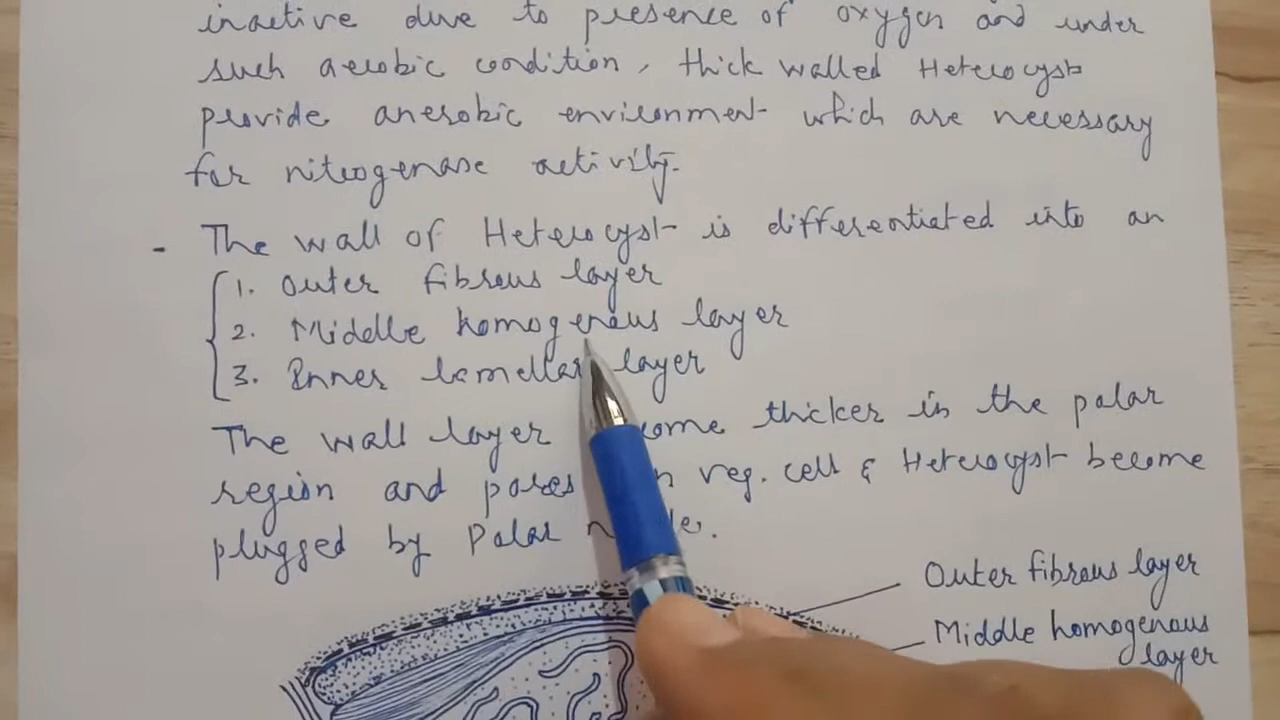 inactive due to presence of oxygen and under
such aerobic condition, thick walled Heterocyst
provide anerobic environment which are necessary
for nitrogenase activity.
- The wall of Heterocyst is differentiated into an
1. Outer fibrous layer
2. Middle homogenous layer
3. Inner lamellar layer
The wall layer come thicker in the polar
region and pores n veg. cell & Heterocyst become
plugged by Polar
Outer fibrous layer
Middle homogenous
layer